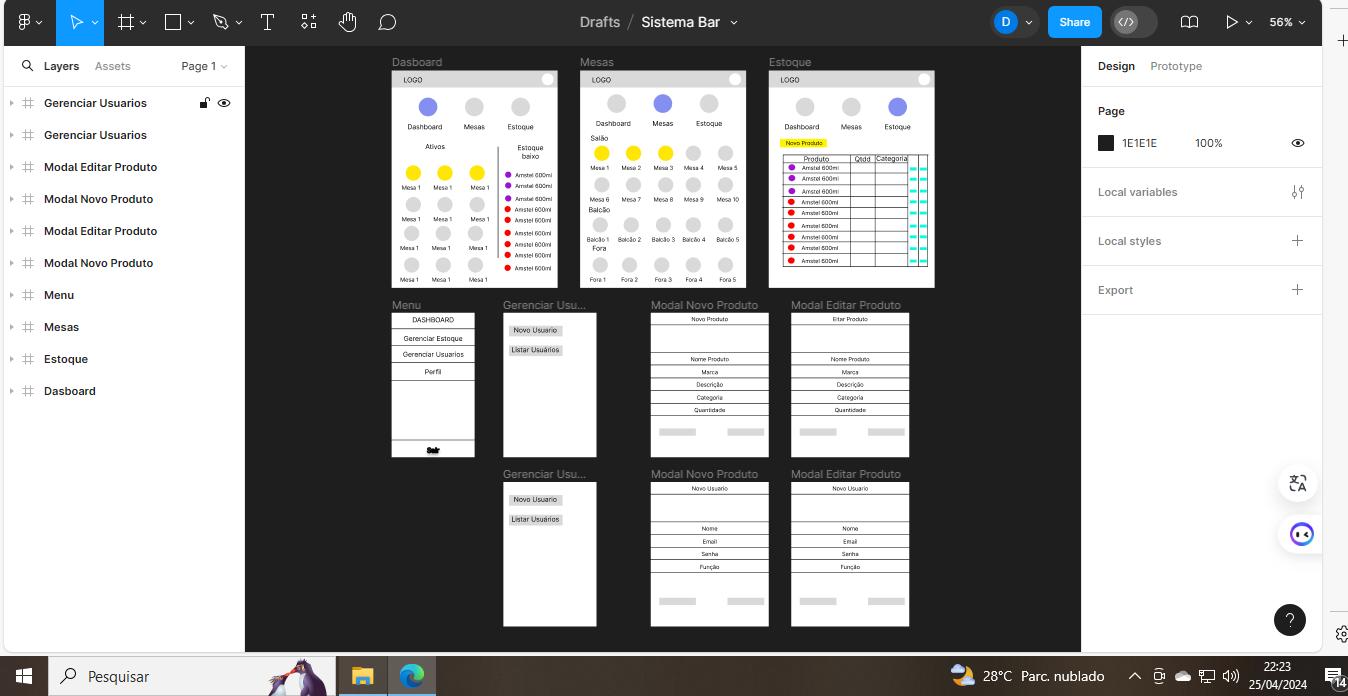 Drafts / Sistema Bar
D
Share
56%
Layers
Assets
Page 1
Gerenciar Usuarios
Gerenciar Usuarios
Modal Editar Produto
Modal Novo Produto
Modal Editar Produto
Modal Novo Produto
Menu
Mesas
Estoque
Dasboard
Dasboard
LOGO
Dashboard Mesas Estoque
Ativos
Estoque
baixo
Mesa 1 Mesa 1 Mesa 1
Mesa 1 Mesa 1 Mesa 1
Mesa 1 Mesa 1 Mesa 1
Mesa 1 Mesa 1 Mesa 1
Amstel 600ml
Amstel 600ml
Amstel 600ml
Amstel 600ml
Amstel 600ml
Amstel 600ml
Amstel 600ml
Amstel 600ml
Amstel 600ml
Mesas
LOGO
Dashboard Mesas Estoque
Salão
Mesa 1 Mesa 2 Mesa 3 Mesa 4 Mesa 5
Mesa 6 Mesa 7 Mesa 8 Mesa 9 Mesa 10
Balcão
Balcão 1 Balcão 2 Balcão 3 Balcão 4 Balcão 5
Fora
Fora 1 Fora 2 Fora 3 Fora 4 Fora 5
Estoque
LOGO
Dashboard Mesas Estoque
Novo Produto
Produto Qtdd Categoria
Amstel 600ml
Amstel 600ml
Amstel 600ml
Amstel 600ml
Amstel 600ml
Amstel 600ml
Amstel 600ml
Amstel 600ml
Amstel 600ml
Menu
DASHBOARD
Gerenciar Estoque
Gerenciar Usuarios
Perfil
Sair
Gerenciar Usu...
Novo Usuario
Listar Usuários
Modal Novo Produto
Novo Produto
Nome Produto
Marca
Descrição
Categoria
Quantidade
Modal Editar Produto
Eitar Produto
Nome Produto
Marca
Descrição
Categoria
Quantidade
Gerenciar Usu...
Novo Usuario
Listar Usuários
Modal Novo Produto
Novo Usuario
Nome
Email
Senha
Função
Modal Editar Produto
Novo Usuario
Nome
Email
Senha
Função
Design
Prototype
Page
1E1E1E 100%
Local variables
Local styles
Export
?
Pesquisar
28°C Parc. nublado
22:23
25/04/2024
14